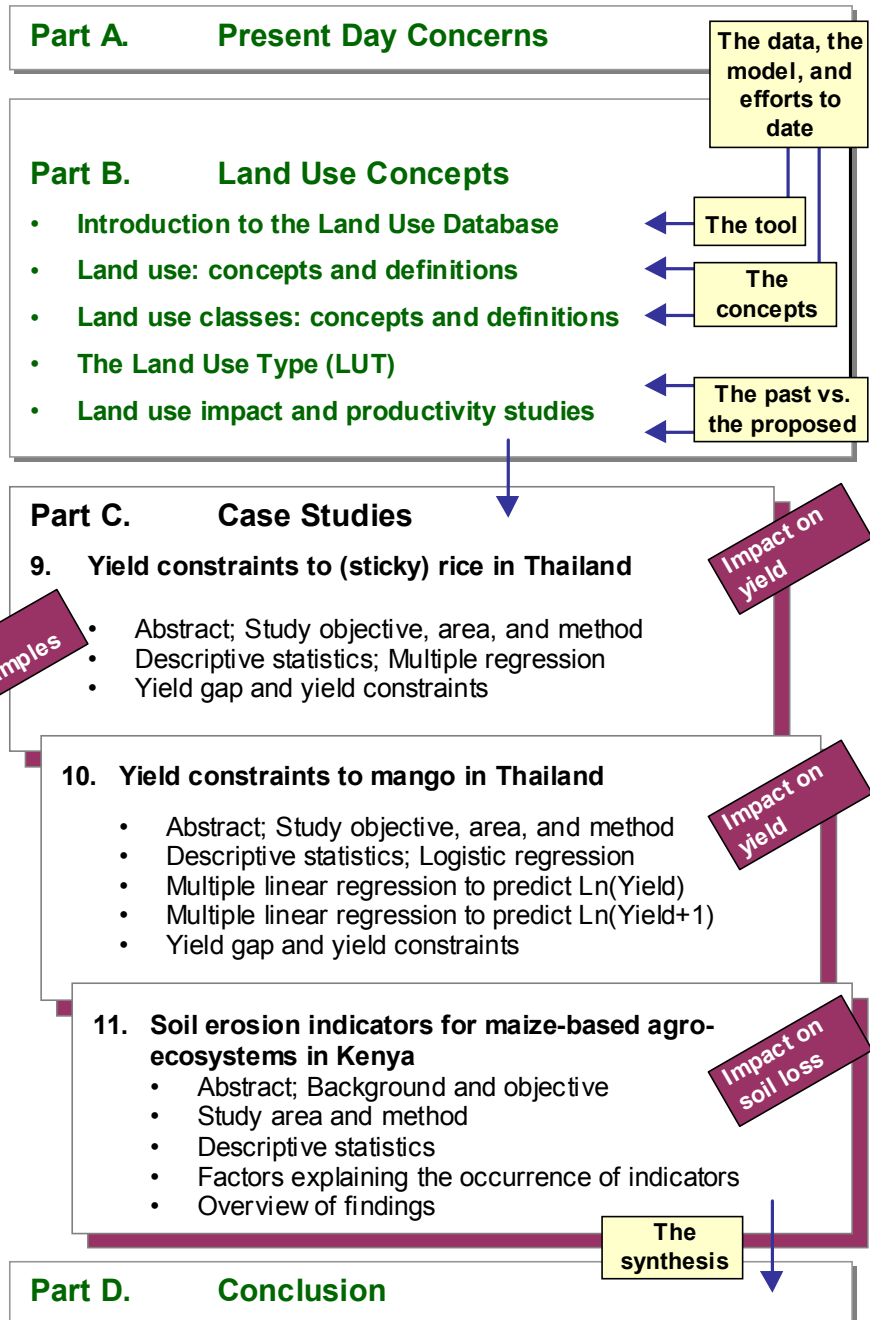 Part A. Present Day Concerns
The data, the
model, and
efforts to
date
Part B. Land Use Concepts
• Introduction to the Land Use Database
The tool
• Land use: concepts and definitions
• Land use classes: concepts and definitions
The
concepts
• The Land Use Type (LUT)
• Land use impact and productivity studies
The past vs.
the proposed
Part C. Case Studies
9. Yield constraints to (sticky) rice in Thailand
Impact on
yield
• Abstract; Study objective, area, and method
• Descriptive statistics; Multiple regression
• Yield gap and yield constraints
10. Yield constraints to mango in Thailand
Impact on
yield
• Abstract; Study objective, area, and method
• Descriptive statistics; Logistic regression
• Multiple linear regression to predict Ln(Yield)
• Multiple linear regression to predict Ln(Yield+1)
• Yield gap and yield constraints
11. Soil erosion indicators for maize-based agro-
ecosystems in Kenya
Impact on
soil loss
• Abstract; Background and objective
• Study area and method
• Descriptive statistics
• Factors explaining the occurrence of indicators
• Overview of findings
The
synthesis
Part D. Conclusion